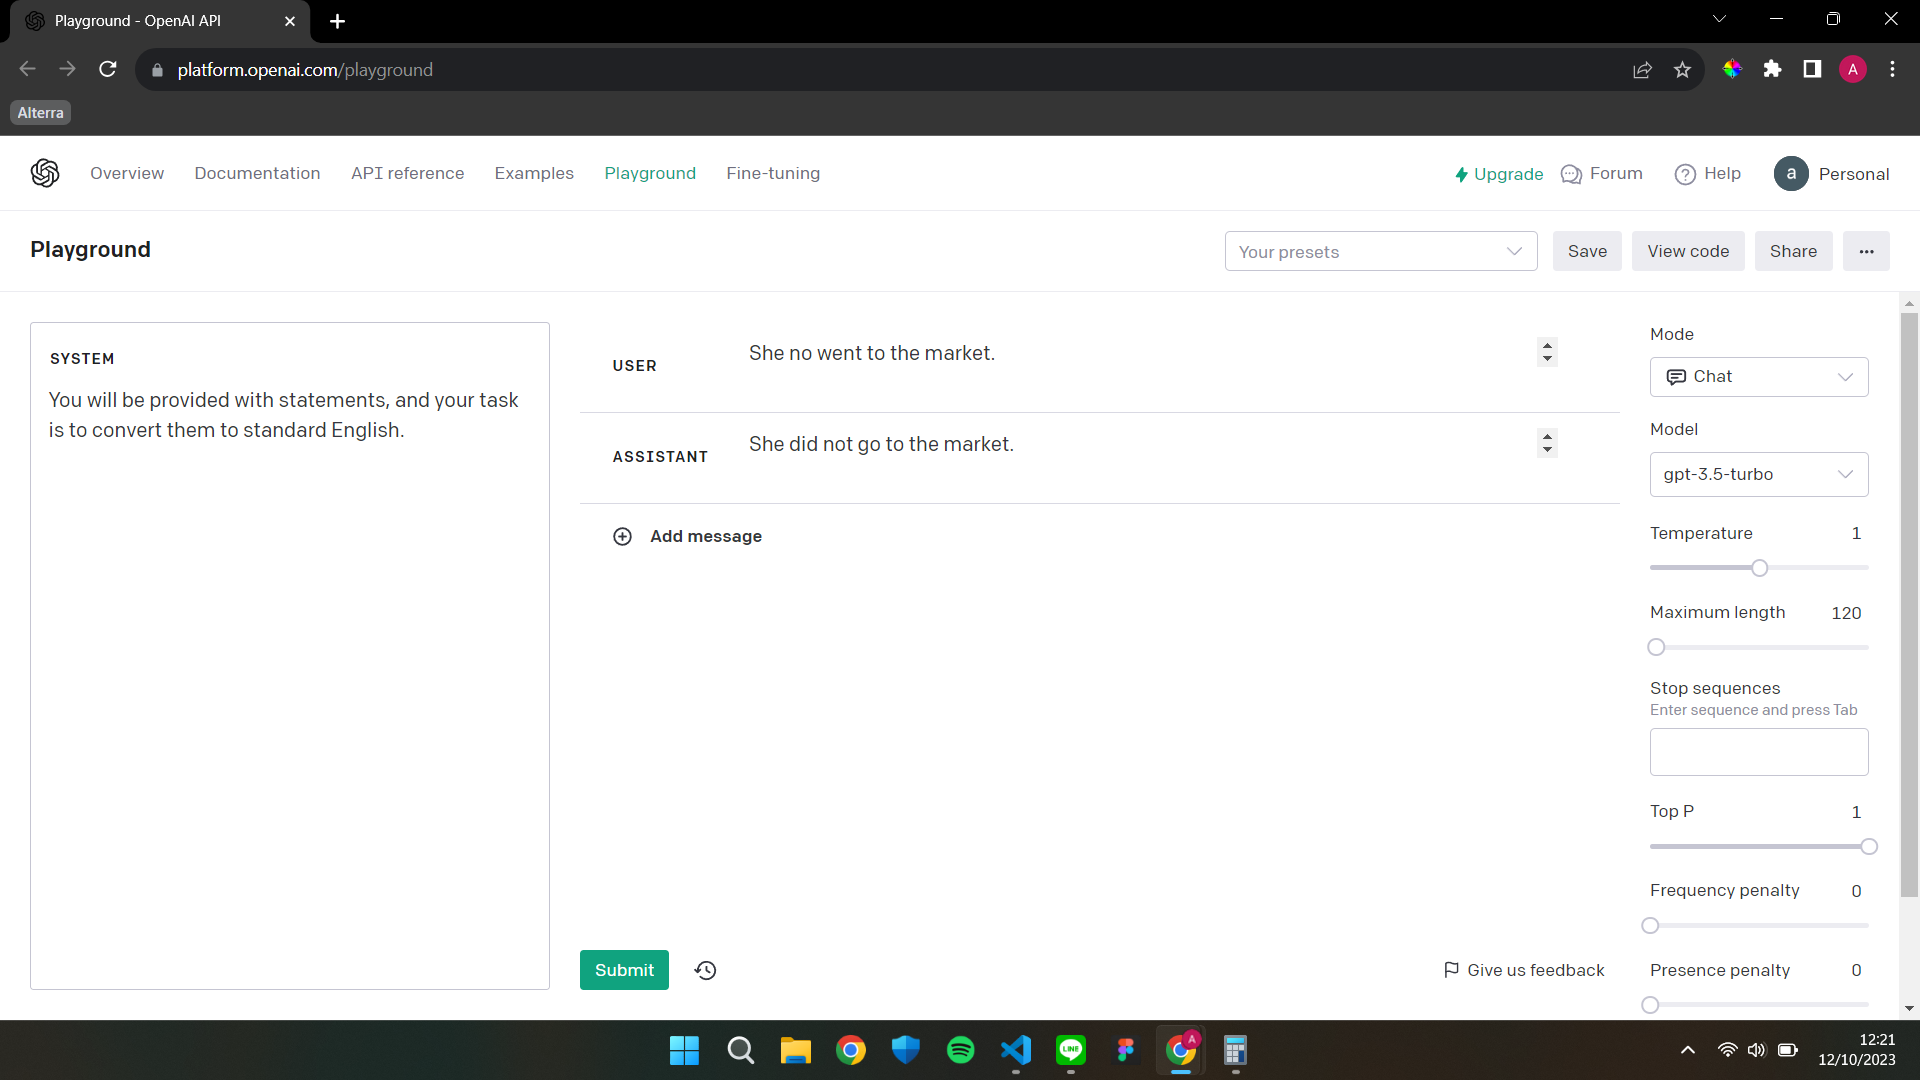 Playground - OpenAI API
platform.openai.com/playground
A
Alterra
Overview Documentation API reference Examples Playground Fine-tuning Upgrade Forum Help a Personal
Playground Your presets Save View code Share ...
SYSTEM
You will be provided with statements, and your task
is to convert them to standard English.
USER She no went to the market.
ASSISTANT She did not go to the market.
Add message
Submit
Give us feedback
Mode
Chat
Model
gpt-3.5-turbo
Temperature 1
Maximum length 120
Stop sequences
Enter sequence and press Tab
Top P 1
Frequency penalty 0
Presence penalty 0
LINE
A
12:21
12/10/2023